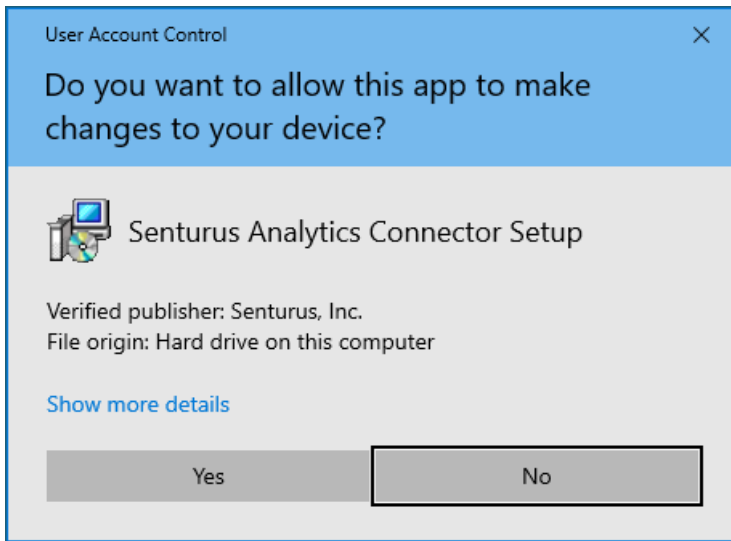 User Account Control
Do you want to allow this app to make
changes to your device?
Senturus Analytics Connector Setup
Verified publisher: Senturus, Inc.
File origin: Hard drive on this computer
Show more details
Yes
No